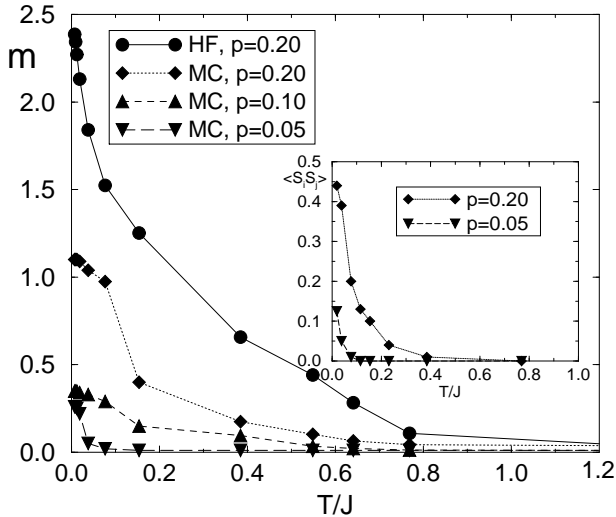 m
2.5
2.0
1.5
1.0
0.5
0.0
HF, p=0.20
MC, p=0.20
MC, p=0.10
MC, p=0.05
<S_iS_j>
0.5
0.4
0.3
0.2
0.1
0.0
p=0.20
p=0.05
0.0 0.2 0.4 0.6 0.8 1.0
T/J
0.0 0.2 0.4 0.6 0.8 1.0 1.2
T/J